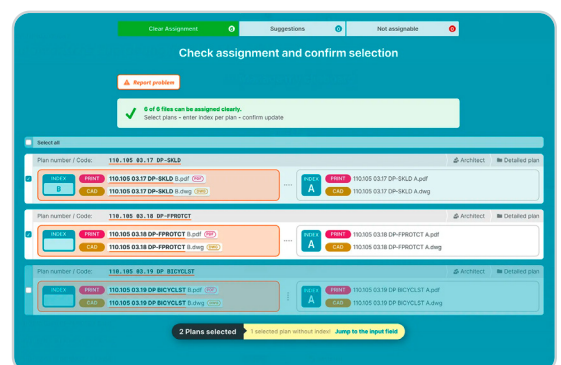 Clear Assignment 6 Suggestions 0 Not assignable 0
Check assignment and confirm selection
Report problem
6 of 6 files can be assigned clearly.
Select plans - enter index per plan - confirm update
Select all
Plan number / Code: 110.105 03.17 DP-SKLD Architect Detailed plan
INDEX B PRINT 110.105 03.17 DP-SKLD B.pdf PDF
CAD 110.105 03.17 DP-SKLD B.dwg DWG
INDEX A PRINT 110.105 03.17 DP-SKLD A.pdf
CAD 110.105 03.17 DP-SKLD A.dwg
Plan number / Code: 110.105 03.18 DP-FPROTCT Architect Detailed plan
INDEX PRINT 110.105 03.18 DP-FPROTCT B.pdf PDF
CAD 110.105 03.18 DP-FPROTCT B.dwg DWG
INDEX A PRINT 110.105 03.18 DP-FPROTCT A.pdf
CAD 110.105 03.18 DP-FPROTCT A.dwg
Plan number / Code: 110.105 03.19 DP BICYCLST Architect Detailed plan
INDEX PRINT 110.105 03.19 DP BICYCLST B.pdf PDF
CAD 110.105 03.19 DP BICYCLST B.dwg DWG
INDEX A PRINT 110.105 03.19 DP BICYCLST A.pdf
CAD 110.105 03.19 DP BICYCLST A.dwg
2 Plans selected 1 selected plan without index! Jump to the input field